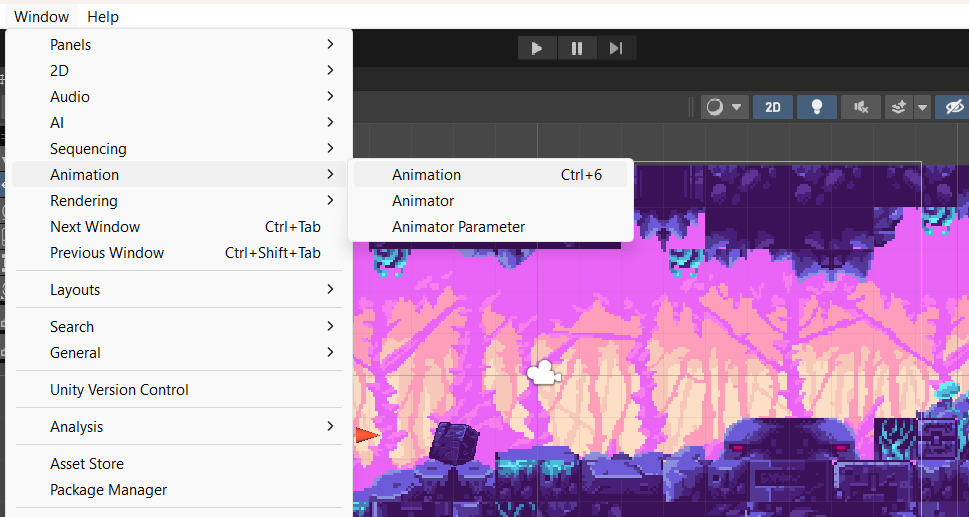 Window Help
Panels
2D
Audio
AI
Sequencing
Animation
Rendering
Next Window Ctrl+Tab
Previous Window Ctrl+Shift+Tab
Layouts
Search
General
Unity Version Control
Analysis
Asset Store
Package Manager
Animation Ctrl+6
Animator
Animator Parameter
2D